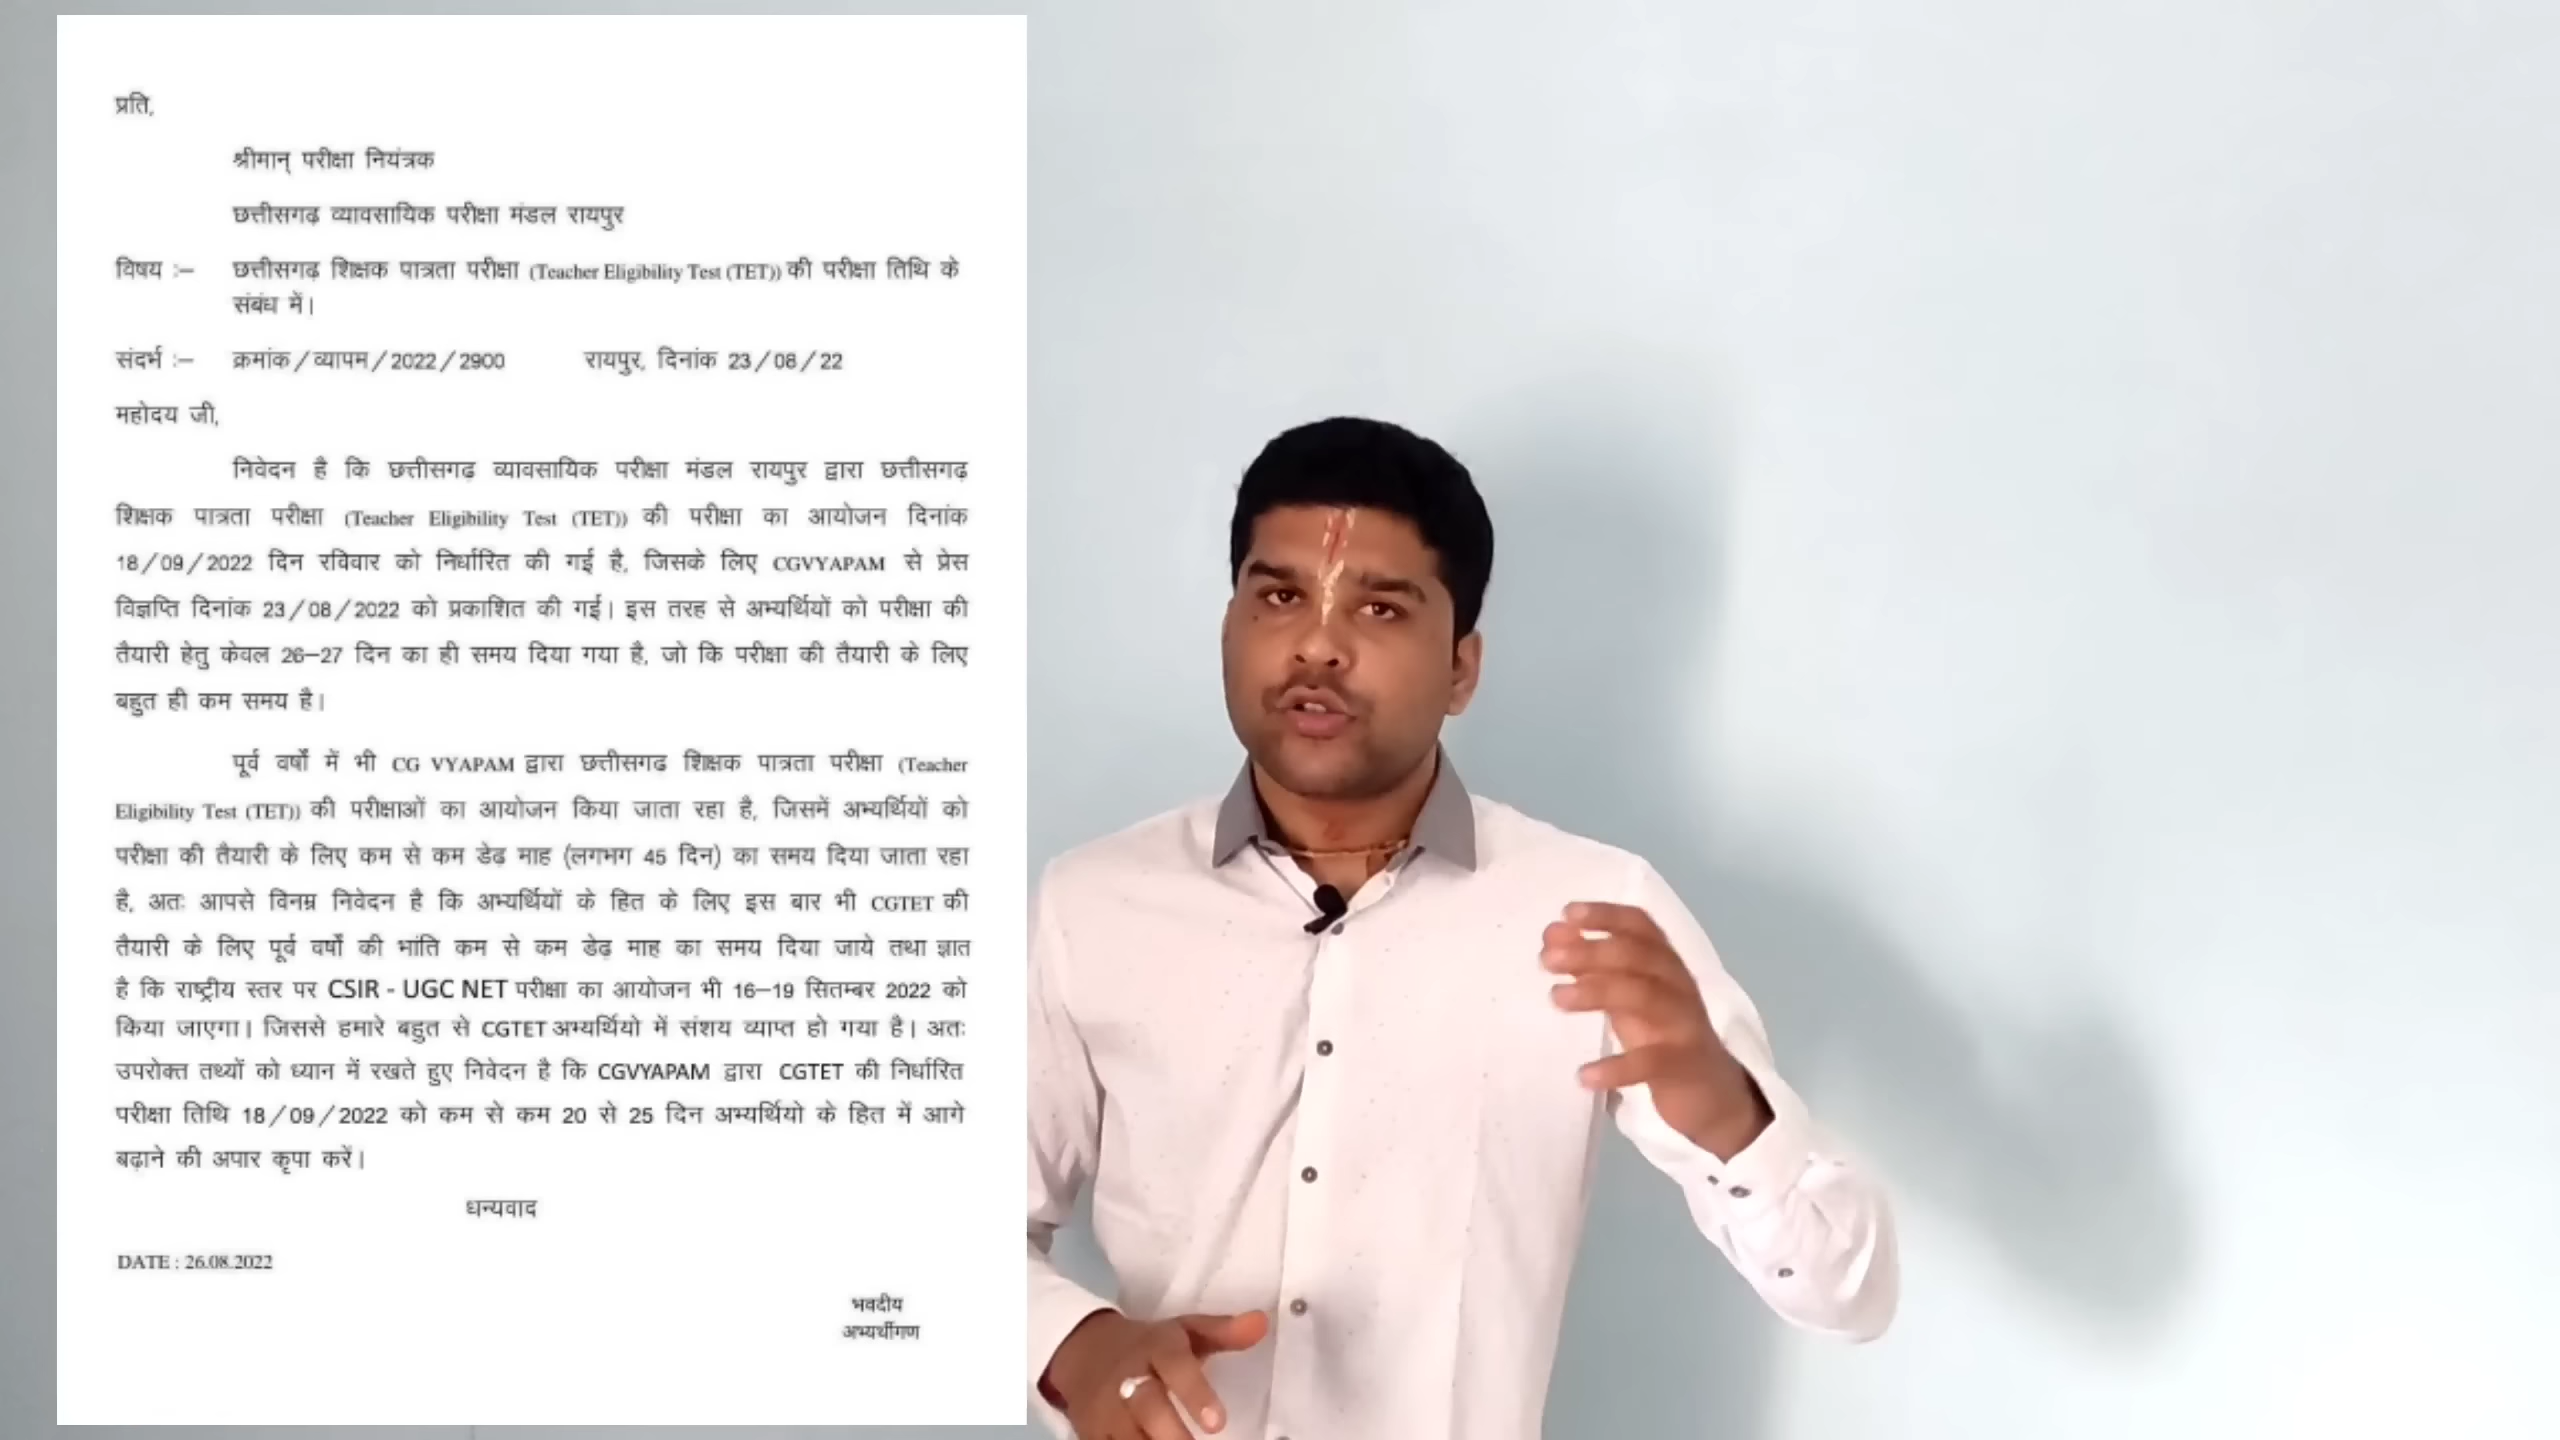 प्रति,
श्रीमान् परीक्षा नियंत्रक
छत्तीसगढ़ व्यावसायिक परीक्षा मंडल रायपुर
विषय :– छत्तीसगढ़ शिक्षक पात्रता परीक्षा (Teacher Eligibility Test (TET)) की परीक्षा तिथि के
संबंध में।
संदर्भ :– क्रमांक/व्यापम/2022/2900 रायपुर, दिनांक 23/08/22
महोदय जी,
निवेदन है कि छत्तीसगढ़ व्यावसायिक परीक्षा मंडल रायपुर द्वारा छत्तीसगढ़
शिक्षक पात्रता परीक्षा (Teacher Eligibility Test (TET)) की परीक्षा का आयोजन दिनांक
18/09/2022 दिन रविवार को निर्धारित की गई है, जिसके लिए CGVYAPAM से प्रेस
विज्ञप्ति दिनांक 23/08/2022 को प्रकाशित की गई। इस तरह से अभ्यर्थियों को परीक्षा की
तैयारी हेतु केवल 26–27 दिन का ही समय दिया गया है, जो कि परीक्षा की तैयारी के लिए
बहुत ही कम समय है।
पूर्व वर्षों में भी CG VYAPAM द्वारा छत्तीसगढ शिक्षक पात्रता परीक्षा (Teacher
Eligibility Test (TET)) की परीक्षाओं का आयोजन किया जाता रहा है, जिसमें अभ्यर्थियों को
परीक्षा की तैयारी के लिए कम से कम डेढ़ माह (लगभग 45 दिन) का समय दिया जाता रहा
है, अतः आपसे विनम्र निवेदन है कि अभ्यर्थियों के हित के लिए इस बार भी CGTET की
तैयारी के लिए पूर्व वर्षों की भांति कम से कम डेढ़ माह का समय दिया जाये तथा ज्ञात
है कि राष्ट्रीय स्तर पर CSIR - UGC NET परीक्षा का आयोजन भी 16–19 सितम्बर 2022 को
किया जाएगा। जिससे हमारे बहुत से CGTET अभ्यर्थियो में संशय व्याप्त हो गया है। अतः
उपरोक्त तथ्यों को ध्यान में रखते हुए निवेदन है कि CGVYAPAM द्वारा CGTET की निर्धारित
परीक्षा तिथि 18/09/2022 को कम से कम 20 से 25 दिन अभ्यर्थियो के हित में आगे
बढ़ाने की अपार कृपा करें।
धन्यवाद
DATE : 26.08.2022
भवदीय
अभ्यर्थीगण